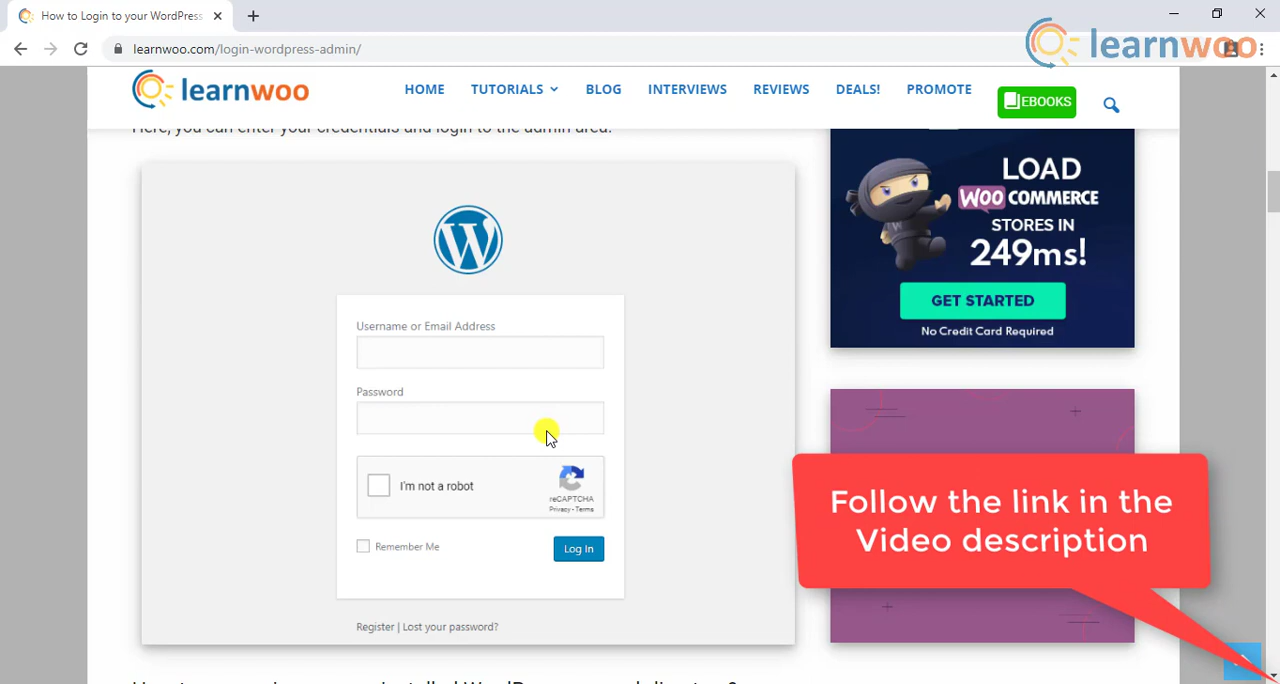 How to Login to your WordPress
learnwoo.com/login-wordpress-admin/
learnwoo
learnwoo
HOME
TUTORIALS
BLOG
INTERVIEWS
REVIEWS
DEALS!
PROMOTE
EBOOKS
Here, you can enter your credentials and login to the admin area.
Username or Email Address
Password
I'm not a robot
reCAPTCHA
Privacy - Terms
Remember Me
Log In
Register | Lost your password?
LOAD
WOO COMMERCE
STORES IN
249ms!
GET STARTED
No Credit Card Required
Follow the link in the
Video description